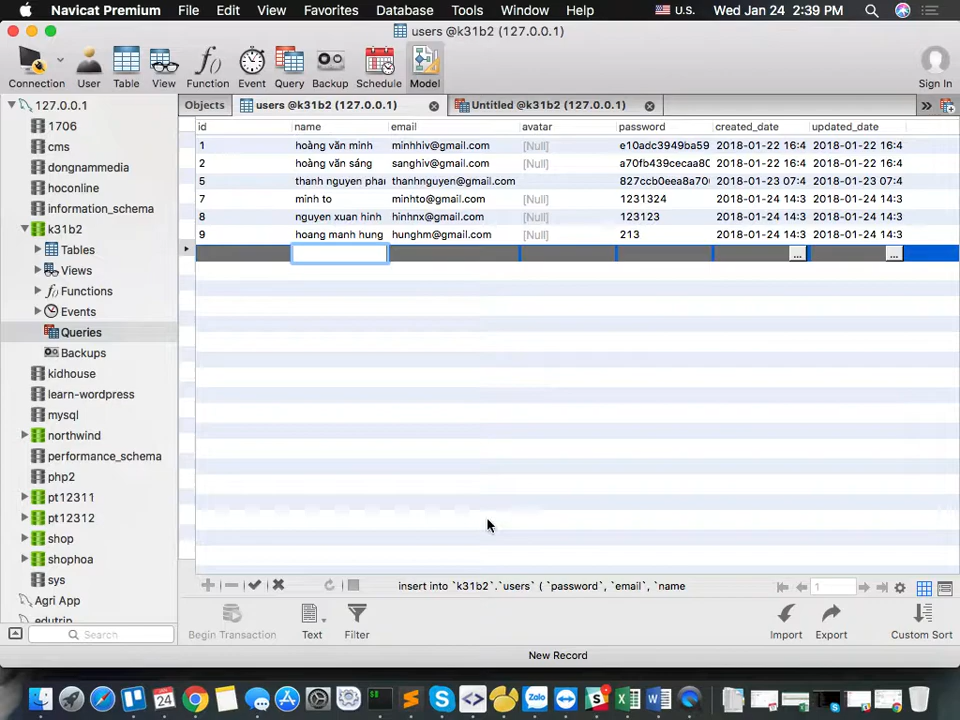 Navicat Premium File Edit View Favorites Database Tools Window Help U.S. Wed Jan 24 2:39 PM
users @k31b2 (127.0.0.1)
Connection User Table View Function Event Query Backup Schedule Model Sign In
127.0.0.1
1706
cms
dongnammedia
hoconline
information_schema
k31b2
Tables
Views
Functions
Events
Queries
Backups
kidhouse
learn-wordpress
mysql
northwind
performance_schema
php2
pt12311
pt12312
shop
shophoa
sys
Agri App
edutrip
Search
Objects users @k31b2 (127.0.0.1) Untitled @k31b2 (127.0.0.1)
id name email avatar password created_date updated_date
1 hoàng văn minh minhhiv@gmail.com [Null] e10adc3949ba59 2018-01-22 16:4 2018-01-22 16:4
2 hoàng văn sáng sanghiv@gmail.com [Null] a70fb439cecaa80 2018-01-22 16:4 2018-01-22 16:4
5 thanh nguyen phan thanhnguyen@gmail.com 827ccb0eea8a70 2018-01-23 07:4 2018-01-23 07:4
7 minh to minhto@gmail.com [Null] 1231324 2018-01-24 14:3 2018-01-24 14:3
8 nguyen xuan hinh hinhnx@gmail.com [Null] 123123 2018-01-24 14:3 2018-01-24 14:3
9 hoang manh hung hunghm@gmail.com [Null] 213 2018-01-24 14:3 2018-01-24 14:3
... ...
insert into `k31b2`.`users` ( `password`, `email`, `name 1
Begin Transaction Text Filter Import Export Custom Sort
New Record
24
Zalo